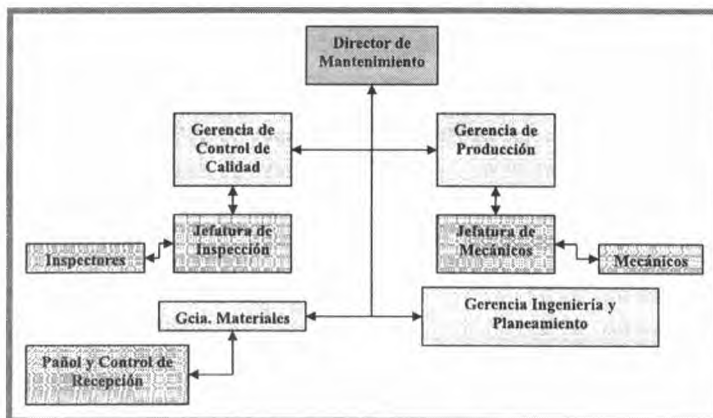 Director de
Mantenimiento
Gerencia de
Control de
Calidad
Gerencia de
Producción
Jefatura de
Inspección
Jefatura de
Mecánicos
Inspectores
Mecánicos
Gcia. Materiales
Gerencia Ingeniería y
Planeamiento
Pañol y Control de
Recepción